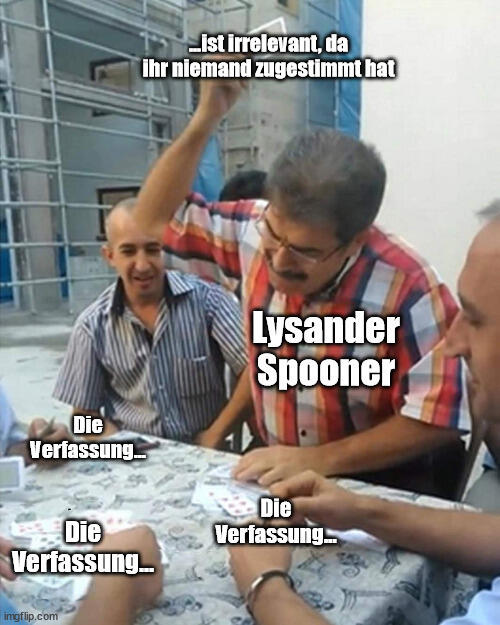 ...ist irrelevant, da
ihr niemand zugestimmt hat
Lysander
Spooner
Die
Verfassung...
Die
Verfassung...
Die
Verfassung...
imgflip.com